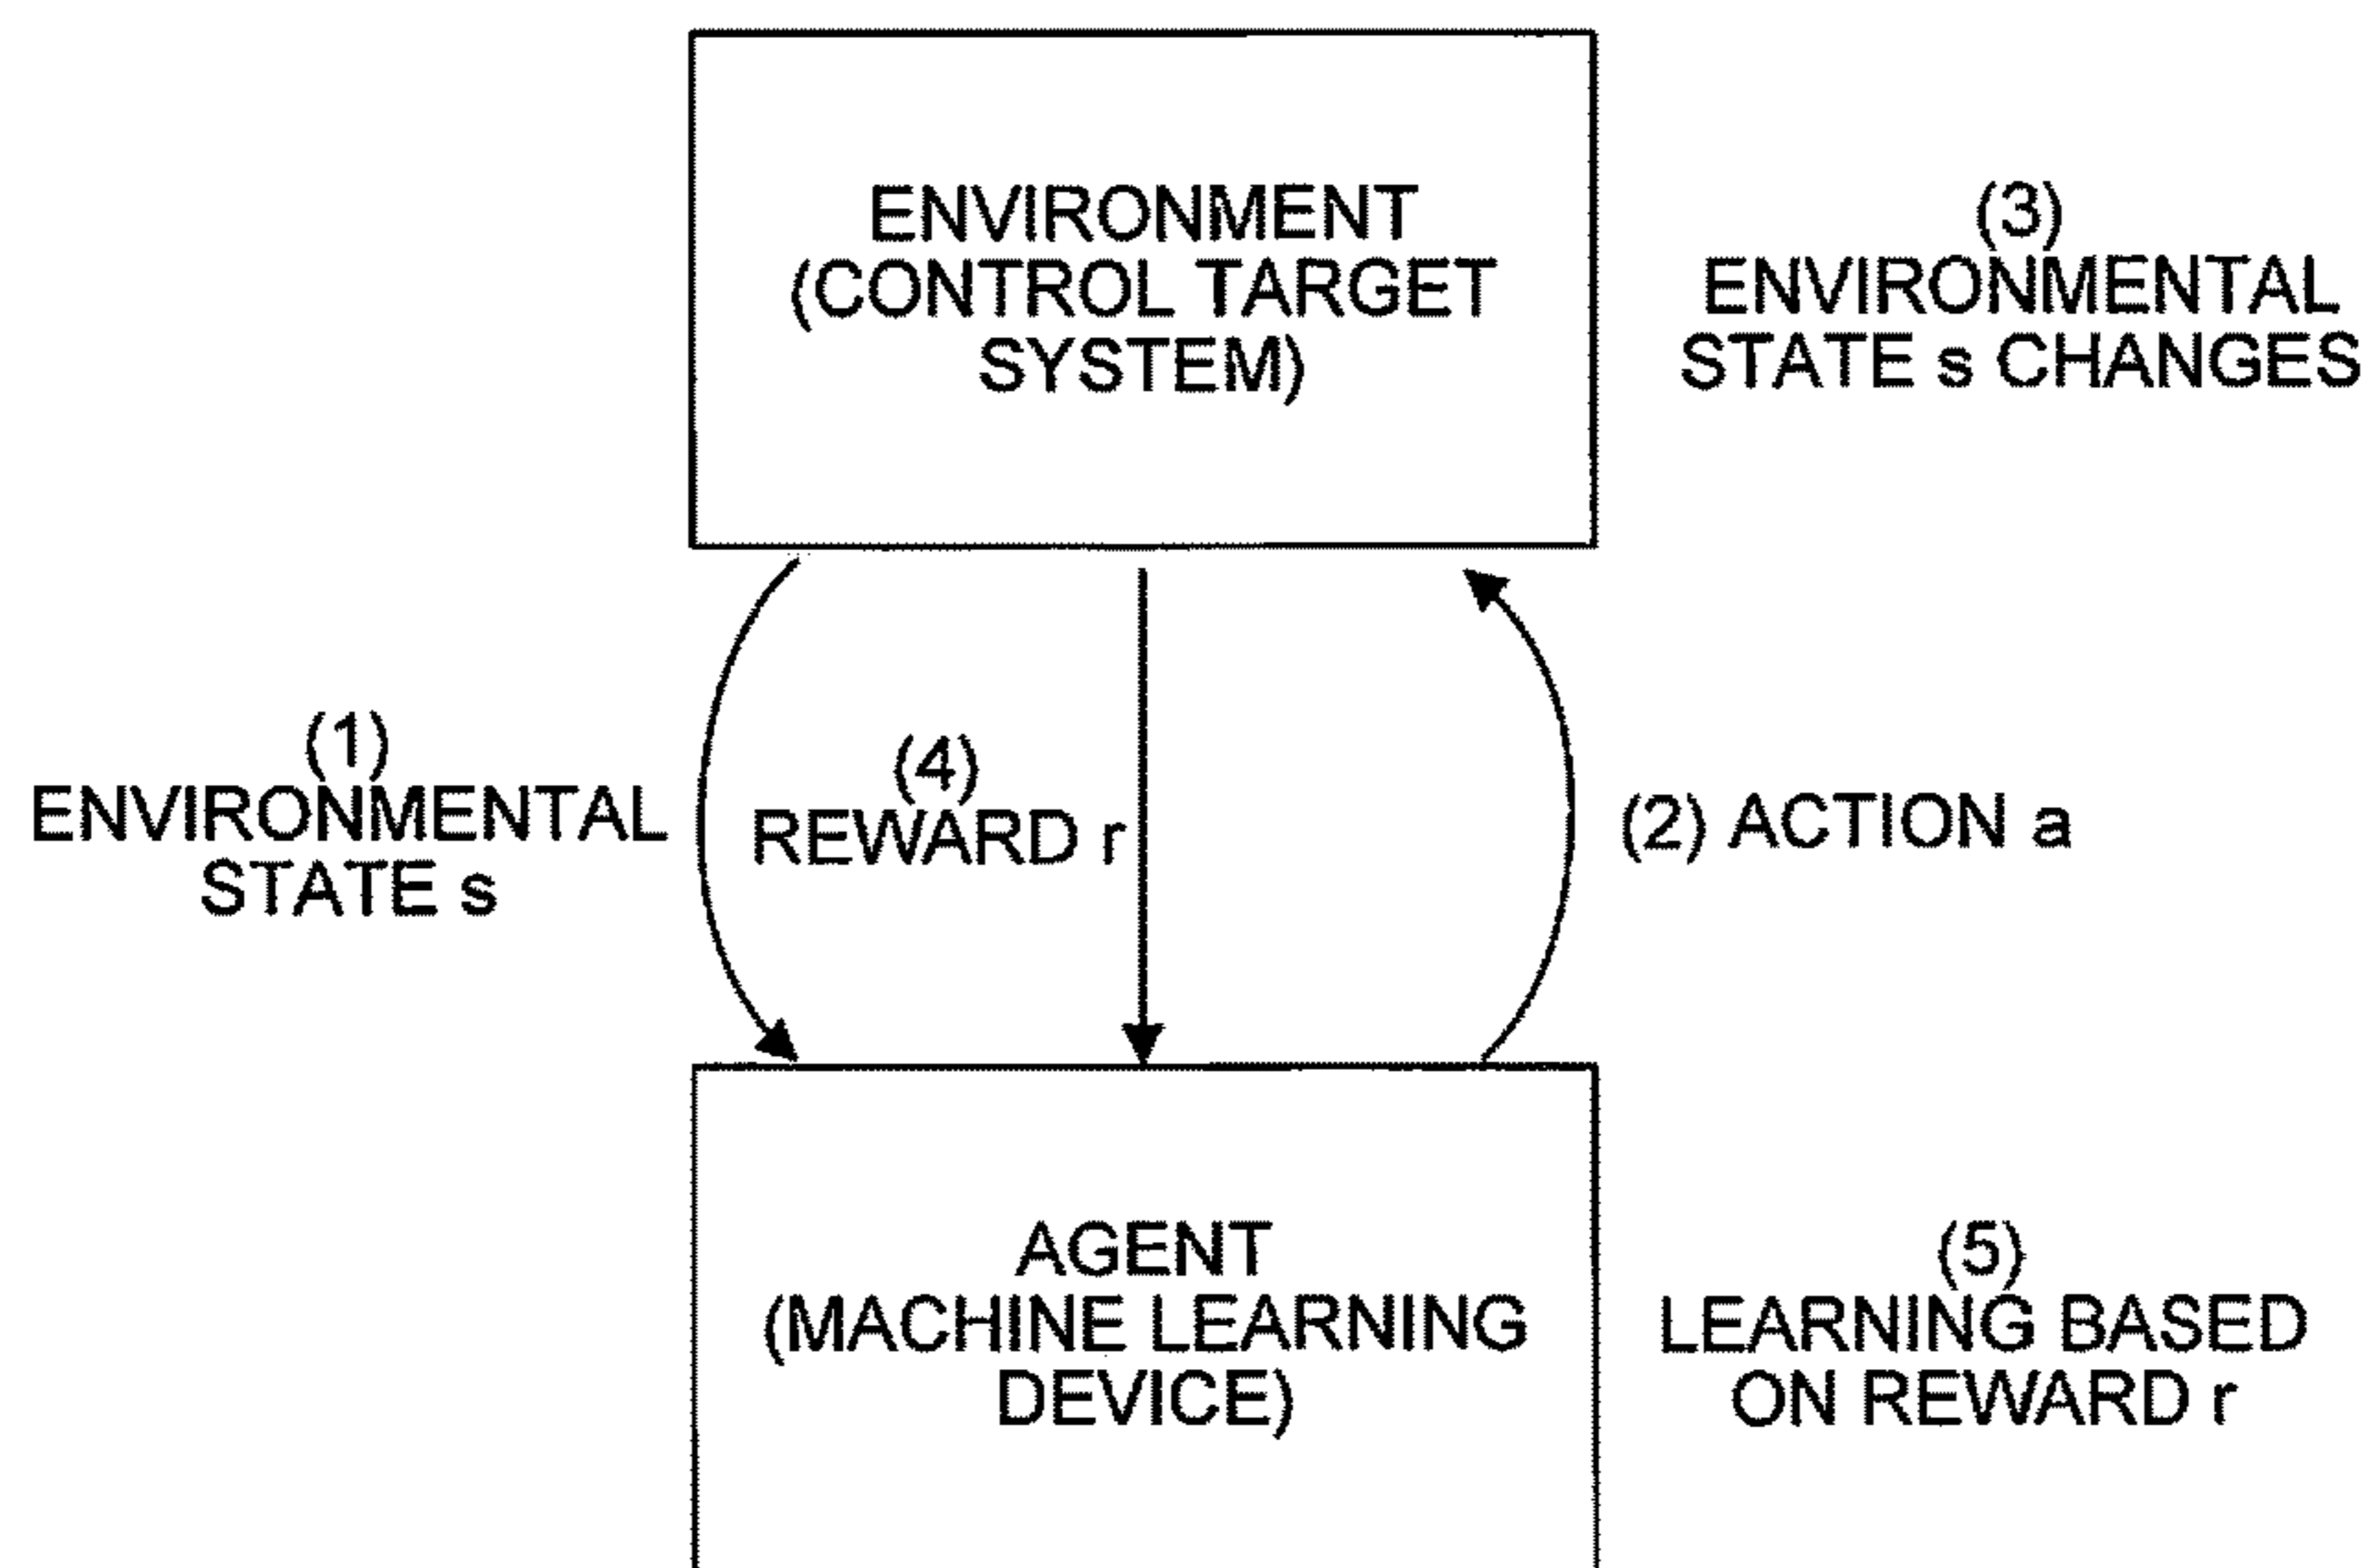 ENVIRONMENT
(CONTROL TARGET
SYSTEM)
(3)
ENVIRONMENTAL
STATE s CHANGES
(1)
ENVIRONMENTAL
STATE s
(4)
REWARD r
(2) ACTION a
AGENT
(MACHINE LEARNING
DEVICE)
(5)
LEARNING BASED
ON REWARD r